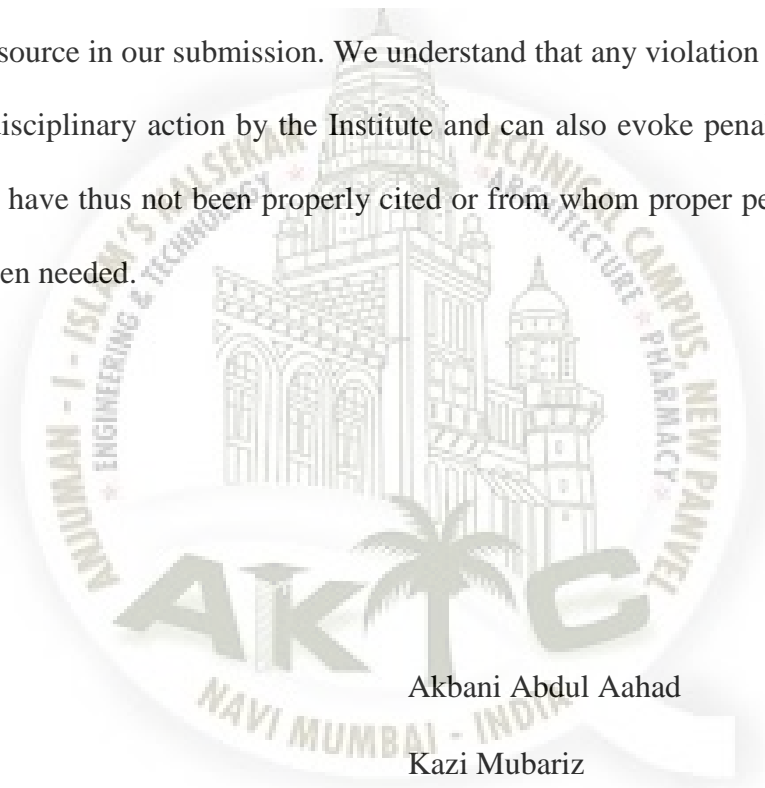 source in our submission. We understand that any violation
disciplinary action by the Institute and can also evoke pena
have thus not been properly cited or from whom proper pe
en needed.
ANJUMAN - I - ISLAM'S KALSEKAR TECHNICAL CAMPUS, NEW PANVEL
ENGINEERING & TECHNOLOGY ARCHITECTURE PHARMACY
AKTC
NAVI MUMBAI - INDIA
Akbani Abdul Aahad
Kazi Mubariz